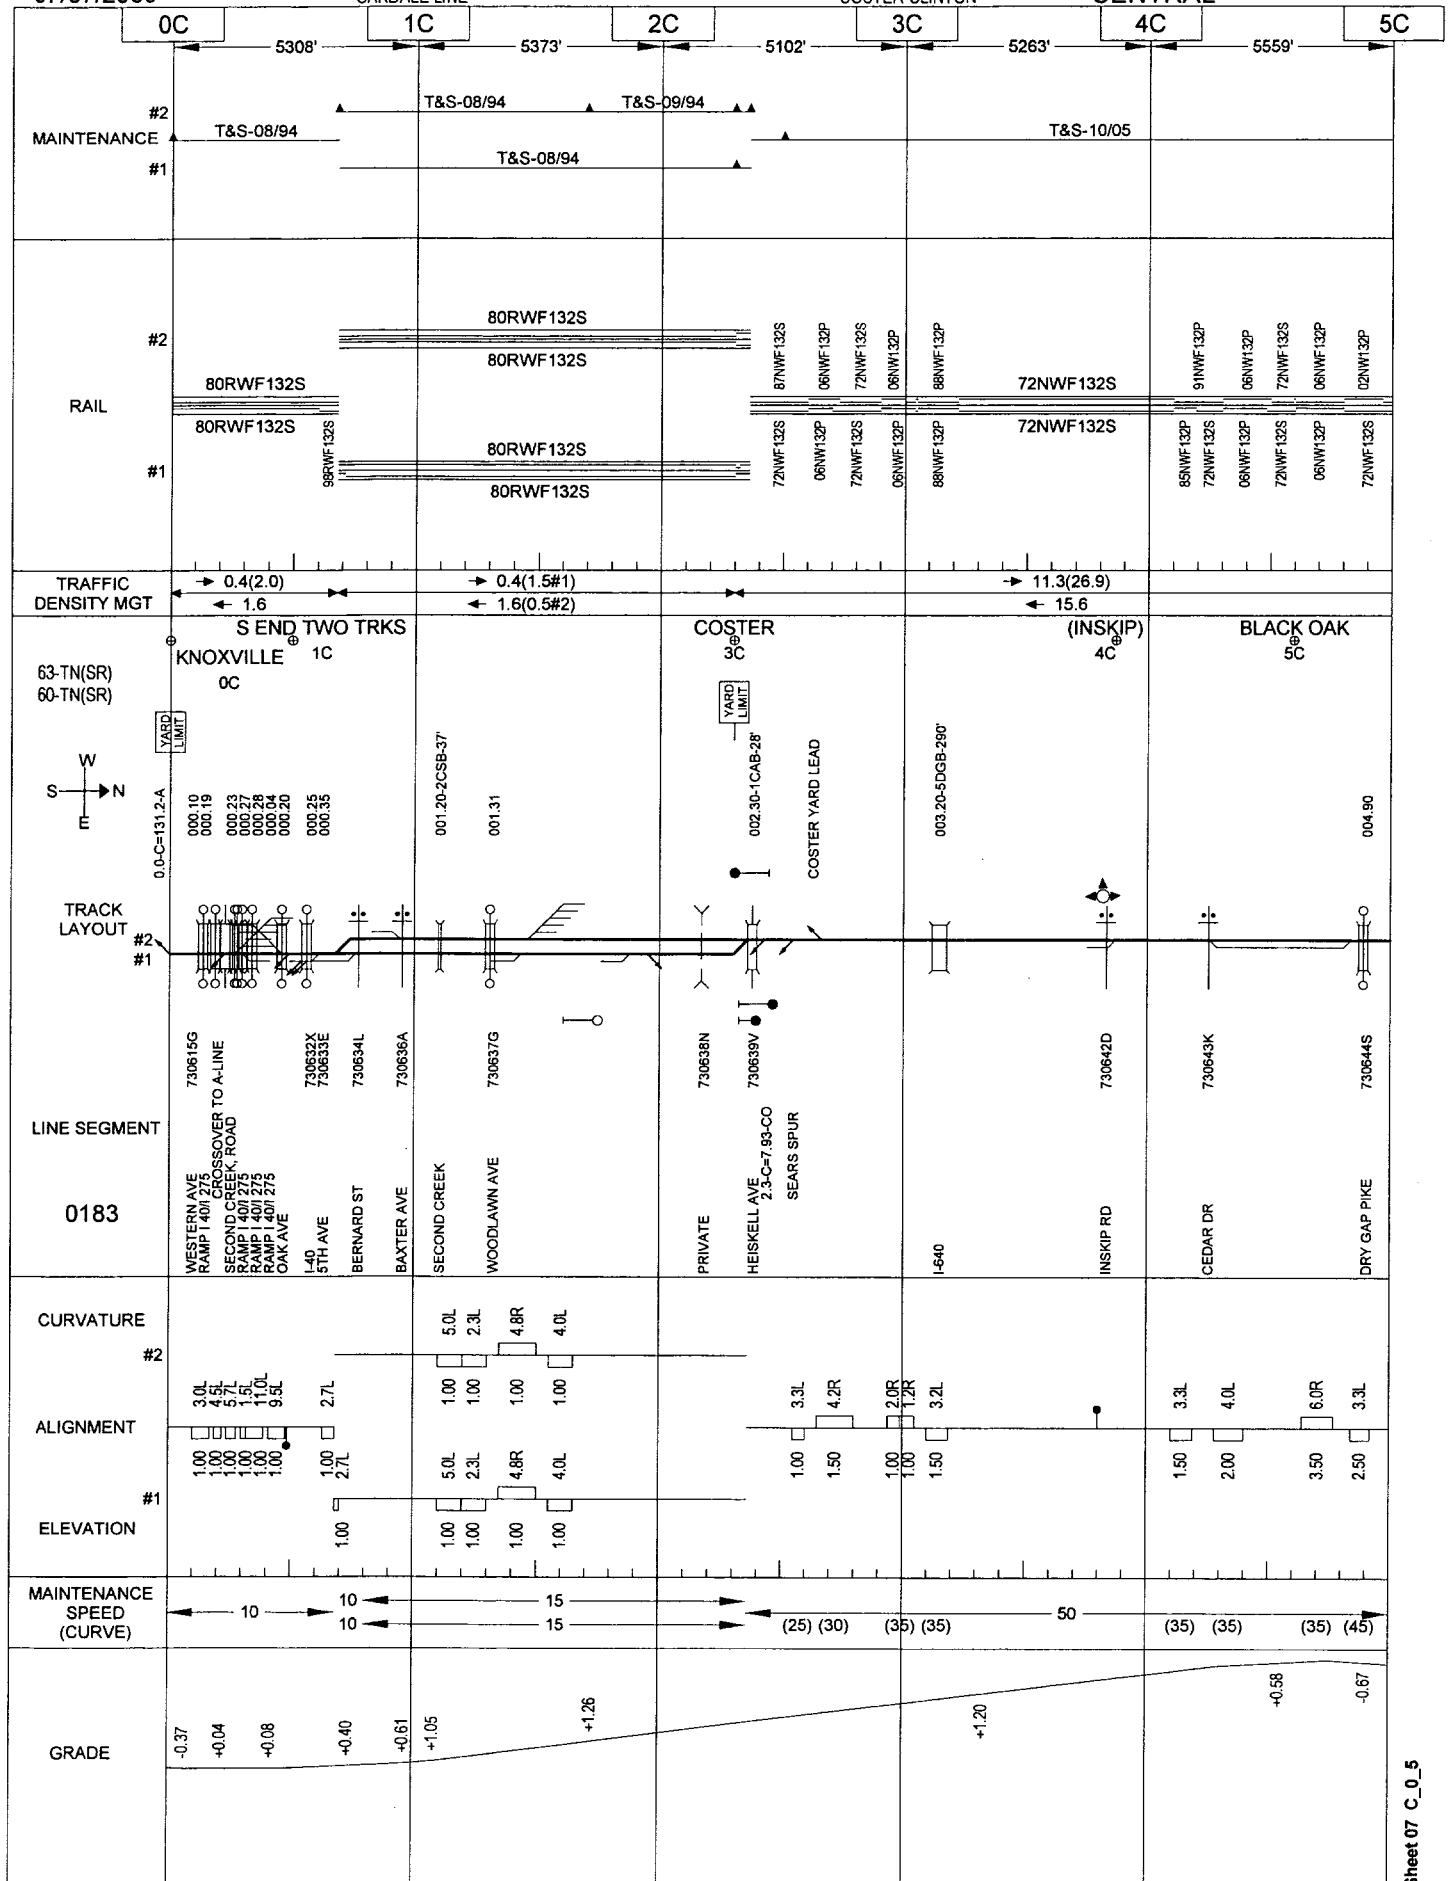 0C 1C 2C 3C 4C 5C
5308' 5373' 5102' 5263' 5559'
#2 T&S-08/94 T&S-09/94
MAINTENANCE T&S-08/94 T&S-10/05
#1 T&S-08/94
RAIL
#2
80RWF132S
80RWF132S
80RWF132S
80RWF132S
98RWF132S
#1
80RWF132S
80RWF132S
87NWF132S
06NWF132P
72NWF132S
06NW132P
88NWF132P
72NWF132S
91NWF132P
06NW132P
72NWF132S
06NWF132P
02NW132P
72NWF132S
06NW132P
72NWF132S
06NWF132P
88NWF132P
72NWF132S
85NWF132P
72NWF132S
06NWF132P
72NWF132S
06NW132P
72NWF132S
TRAFFIC
DENSITY MGT
0.4(2.0) 0.4(1.5#1) 11.3(26.9)
1.6 1.6(0.5#2) 15.6
S END TWO TRKS COSTER (INSKIP) BLACK OAK
KNOXVILLE 1C 3C 4C 5C
0C
63-TN(SR)
60-TN(SR)
YARD
LIMIT
YARD
LIMIT
W
S N
E
0.0-C=131.2-A
000.10
000.19
000.23
000.27
000.28
000.04
000.20
000.25
000.35
001.20-2CSB-37'
001.31
002.30-1CAB-28'
COSTER YARD LEAD
003.20-5DGB-290'
004.90
TRACK
LAYOUT
#2
#1
730615G
730632X
730633E
730634L
730636A
730637G
730638N
730639V
730642D
730643K
730644S
LINE SEGMENT
0183
WESTERN AVE
RAMP I 40/I 275
CROSSOVER TO A-LINE
SECOND CREEK, ROAD
RAMP I 40/I 275
RAMP I 40/I 275
RAMP I 40/I 275
OAK AVE
I-40
5TH AVE
BERNARD ST
BAXTER AVE
SECOND CREEK
WOODLAWN AVE
PRIVATE
HEISKELL AVE
2.3-C=7.93-CO
SEARS SPUR
I-640
INSKIP RD
CEDAR DR
DRY GAP PIKE
CURVATURE
#2
5.0L 2.3L 4.8R 4.0L
1.00 1.00 1.00 1.00
ALIGNMENT
3.0L 4.5L 5.7L 1.5L 11.0L 9.5L 2.7L
1.00 1.00 1.00 1.00 1.00 1.00 1.00
3.3L 4.2R 2.0R 1.2R 3.2L
1.00 1.50 1.00 1.00 1.50
3.3L 4.0L 6.0R 3.3L
1.50 2.00 3.50 2.50
#1
2.7L 5.0L 2.3L 4.8R 4.0L
1.00 1.00 1.00 1.00 1.00
ELEVATION
MAINTENANCE
SPEED
(CURVE)
10 10 15
10 15 50
(25) (30) (35) (35) (35) (35) (35) (45)
GRADE
-0.37 +0.04 +0.08 +0.40 +0.61 +1.05 +1.26 +1.20 +0.58 -0.67
Sheet 07 C_0_5